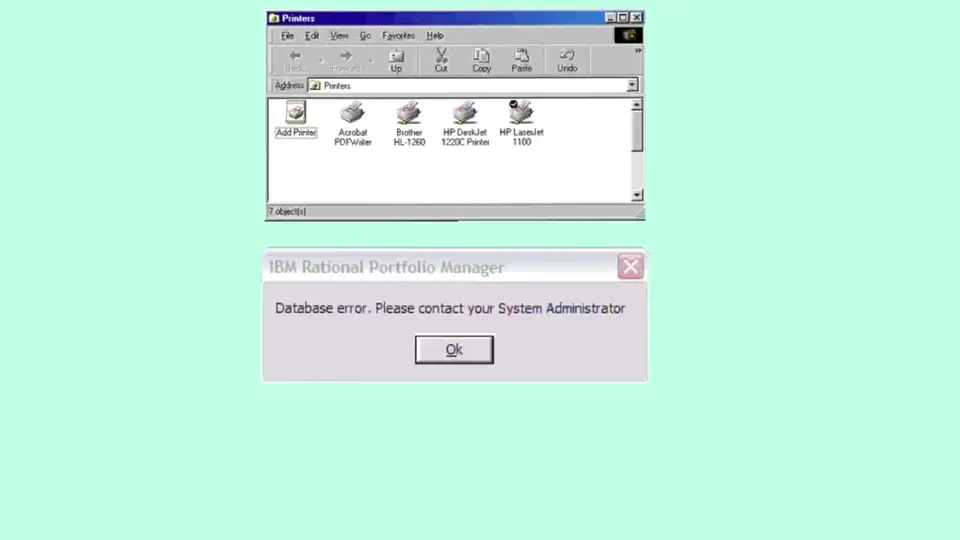 Printers
File Edit View Go Favorites Help
Back Forward Up Cut Copy Paste Undo »
Address Printers
Add Printer Acrobat Brother HP DeskJet HP LaserJet
PDFWriter HL-1260 1220C Printer 1100
7 object(s)
IBM Rational Portfolio Manager
Database error. Please contact your System Administrator
Ok